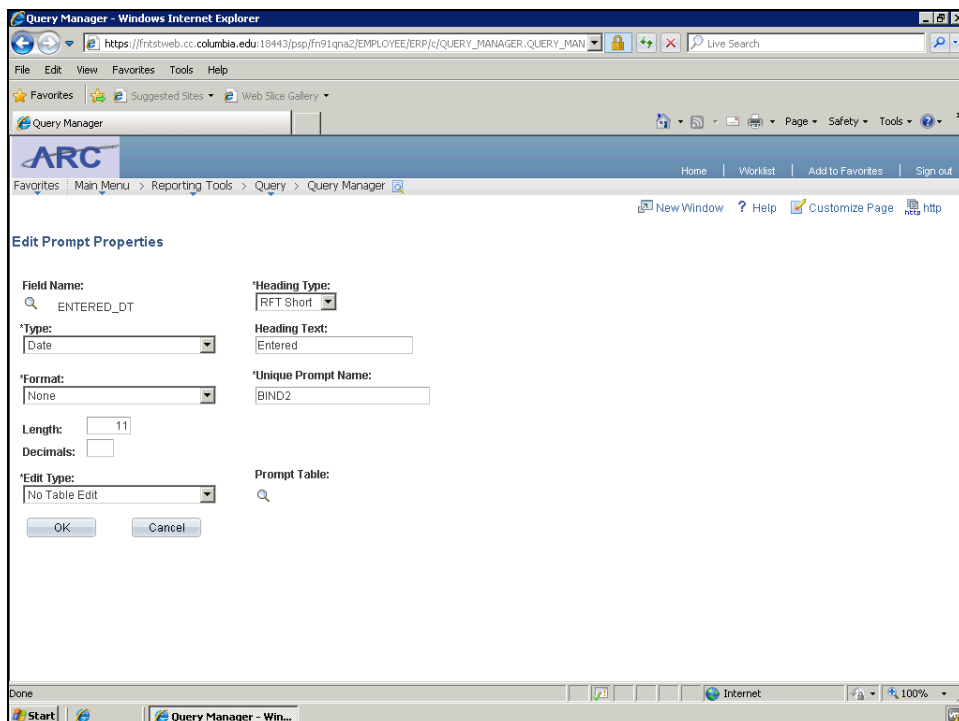 Query Manager - Windows Internet Explorer
https://fntstweb.cc.columbia.edu:18443/psp/fn91qna2/EMPLOYEE/ERP/c/QUERY_MANAGER.QUERY_MAN Live Search
File Edit View Favorites Tools Help
Favorites Suggested Sites Web Slice Gallery
Query Manager Page Safety Tools
ARC
Home | Worklist | Add to Favorites | Sign out
Favorites Main Menu > Reporting Tools > Query > Query Manager
New Window ? Help Customize Page http
Edit Prompt Properties
Field Name: *Heading Type:
ENTERED_DT RFT Short
*Type: Heading Text:
Date Entered
*Format: *Unique Prompt Name:
None BIND2
Length: 11
Decimals:
*Edit Type: Prompt Table:
No Table Edit
OK Cancel
Done Internet 100%
Start Query Manager - Win...